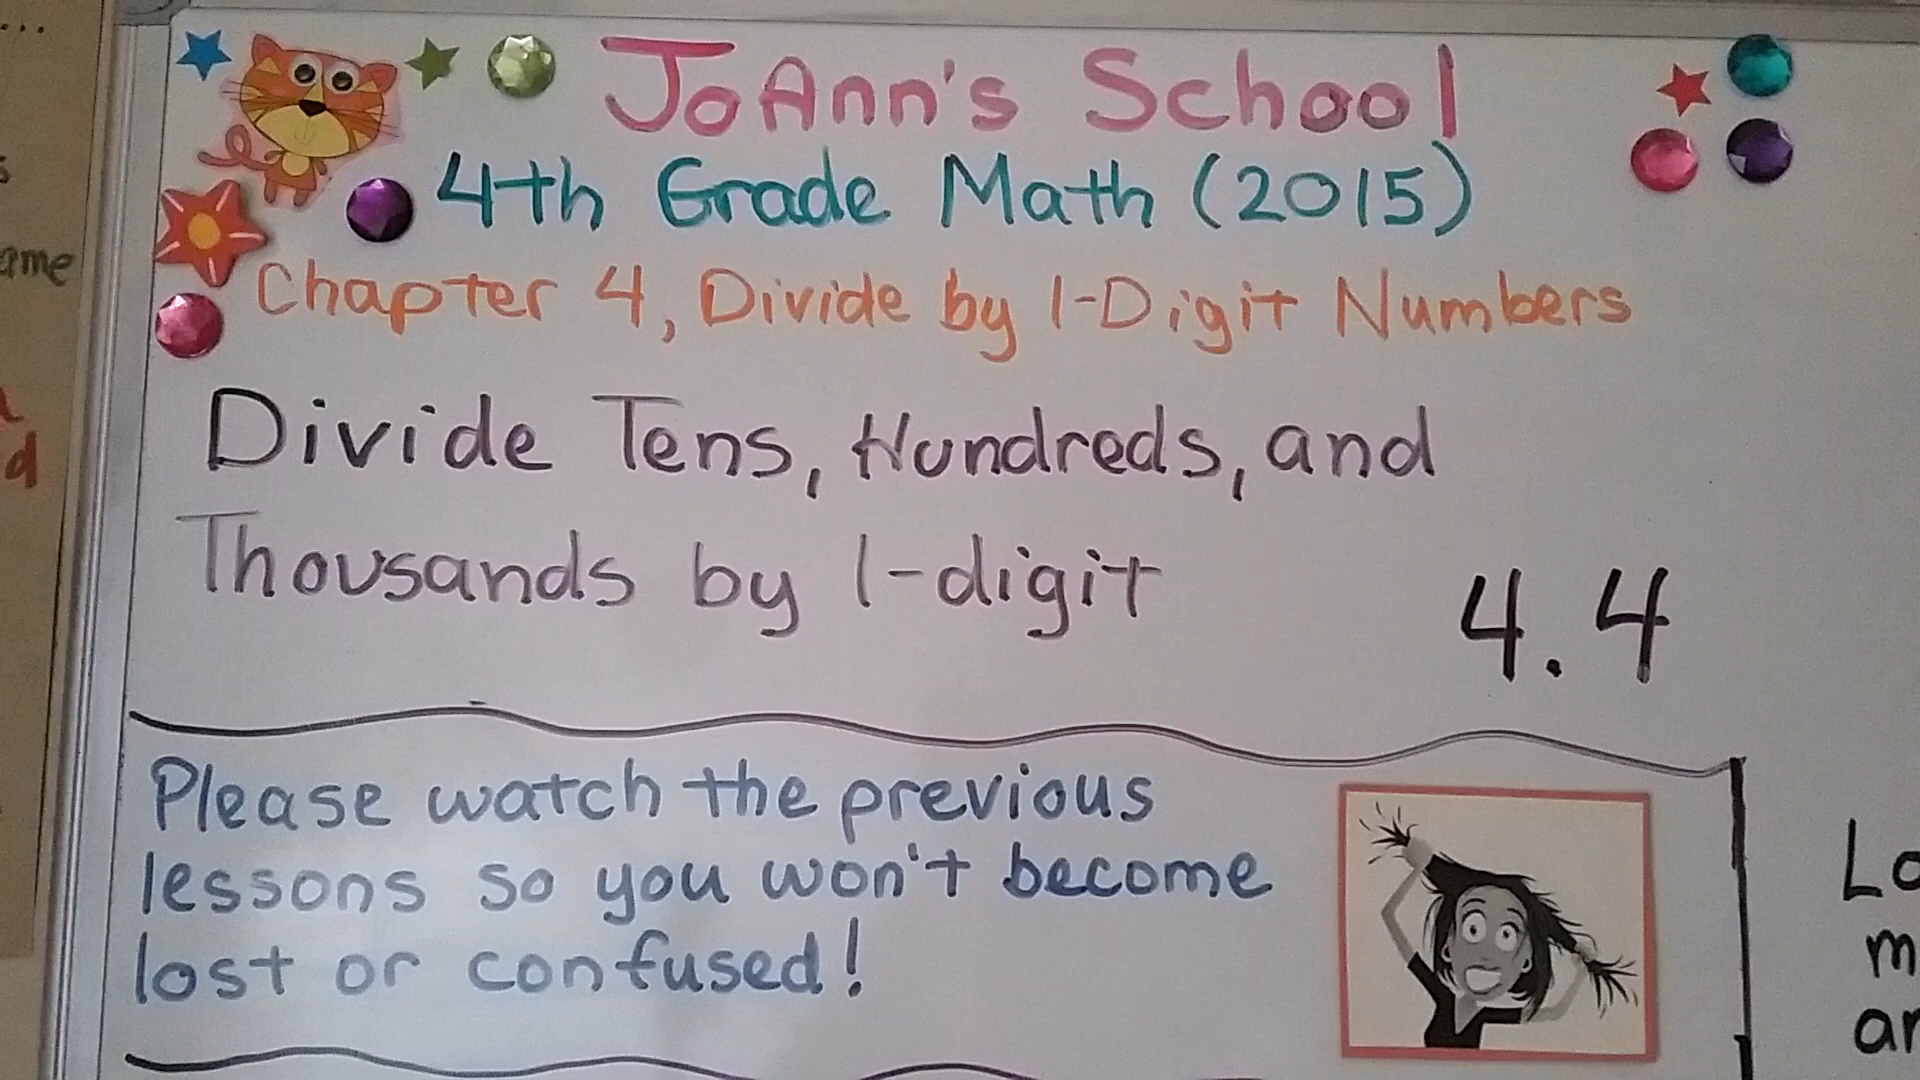 JoAnn's School
4th Grade Math (2015)
Chapter 4, Divide by 1-Digit Numbers
Divide Tens, Hundreds, and
Thousands by 1-digit
4.4
Please watch the previous
lessons so you won't become
lost or confused!